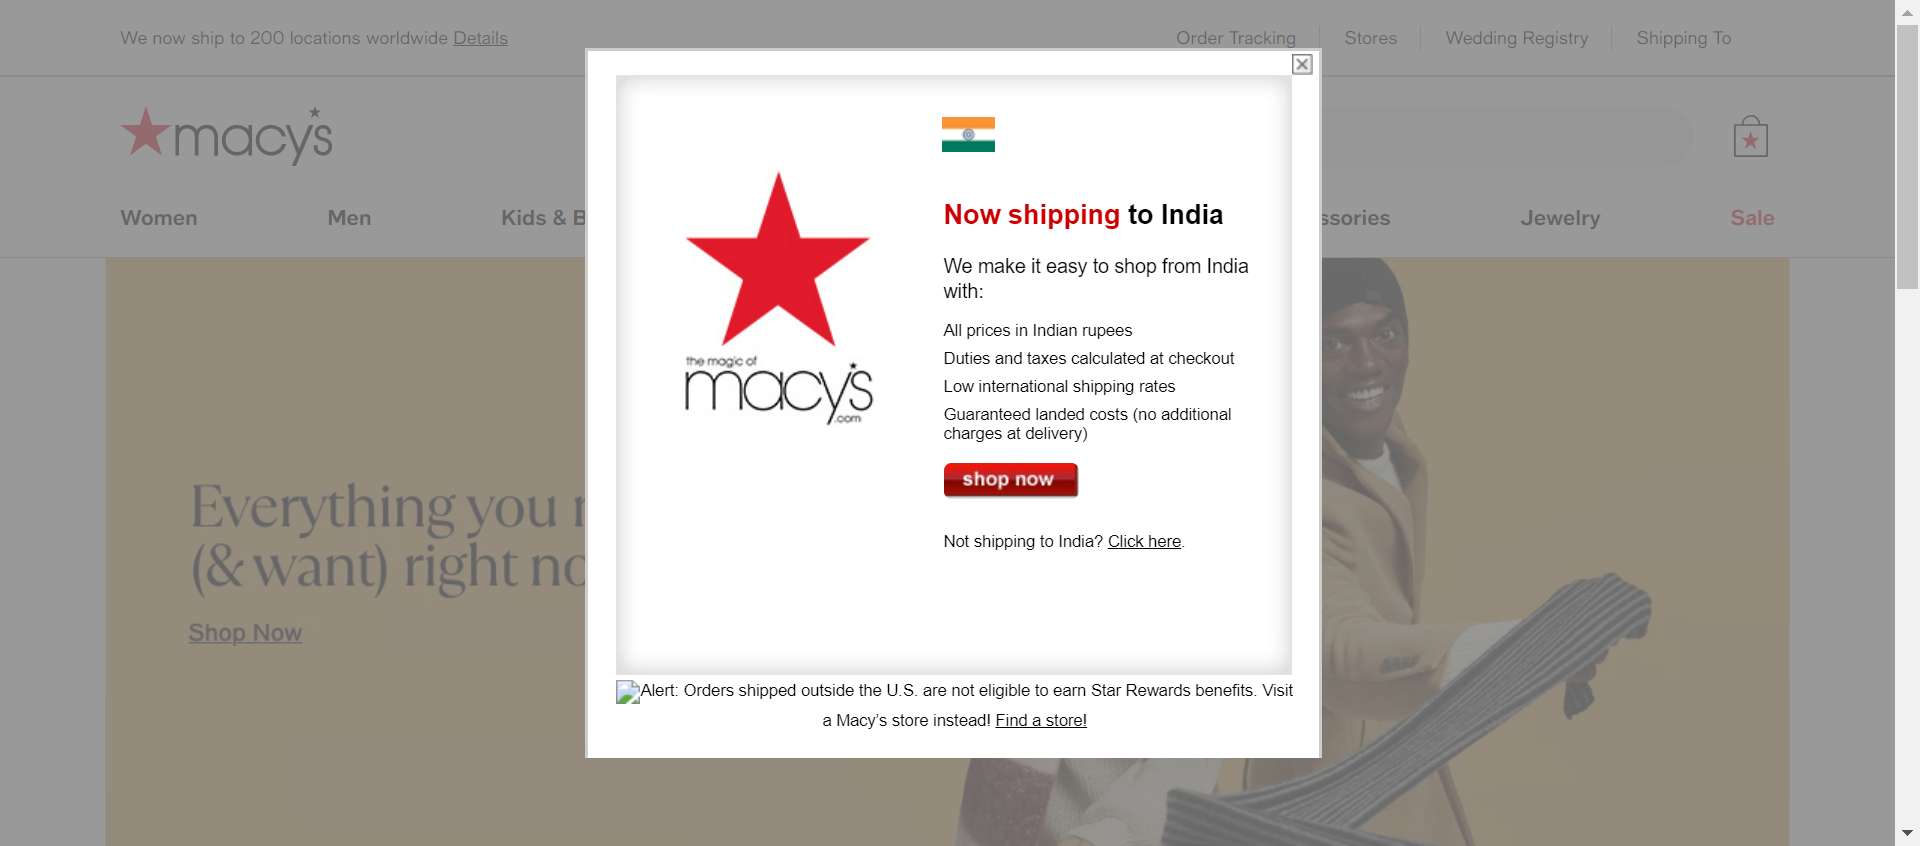 We now ship to 200 locations worldwide Details
Order Tracking
Stores
Wedding Registry
Shipping To
macy's
Women
Men
Kids &
Jewelry
Sale
Everything you
(& want) right
Shop Now
the magic of
macy's
.com
Now shipping to India
We make it easy to shop from India
with:
All prices in Indian rupees
Duties and taxes calculated at checkout
Low international shipping rates
Guaranteed landed costs (no additional
charges at delivery)
shop now
Not shipping to India? Click here.
Alert: Orders shipped outside the U.S. are not eligible to earn Star Rewards benefits. Visit
a Macy’s store instead! Find a store!